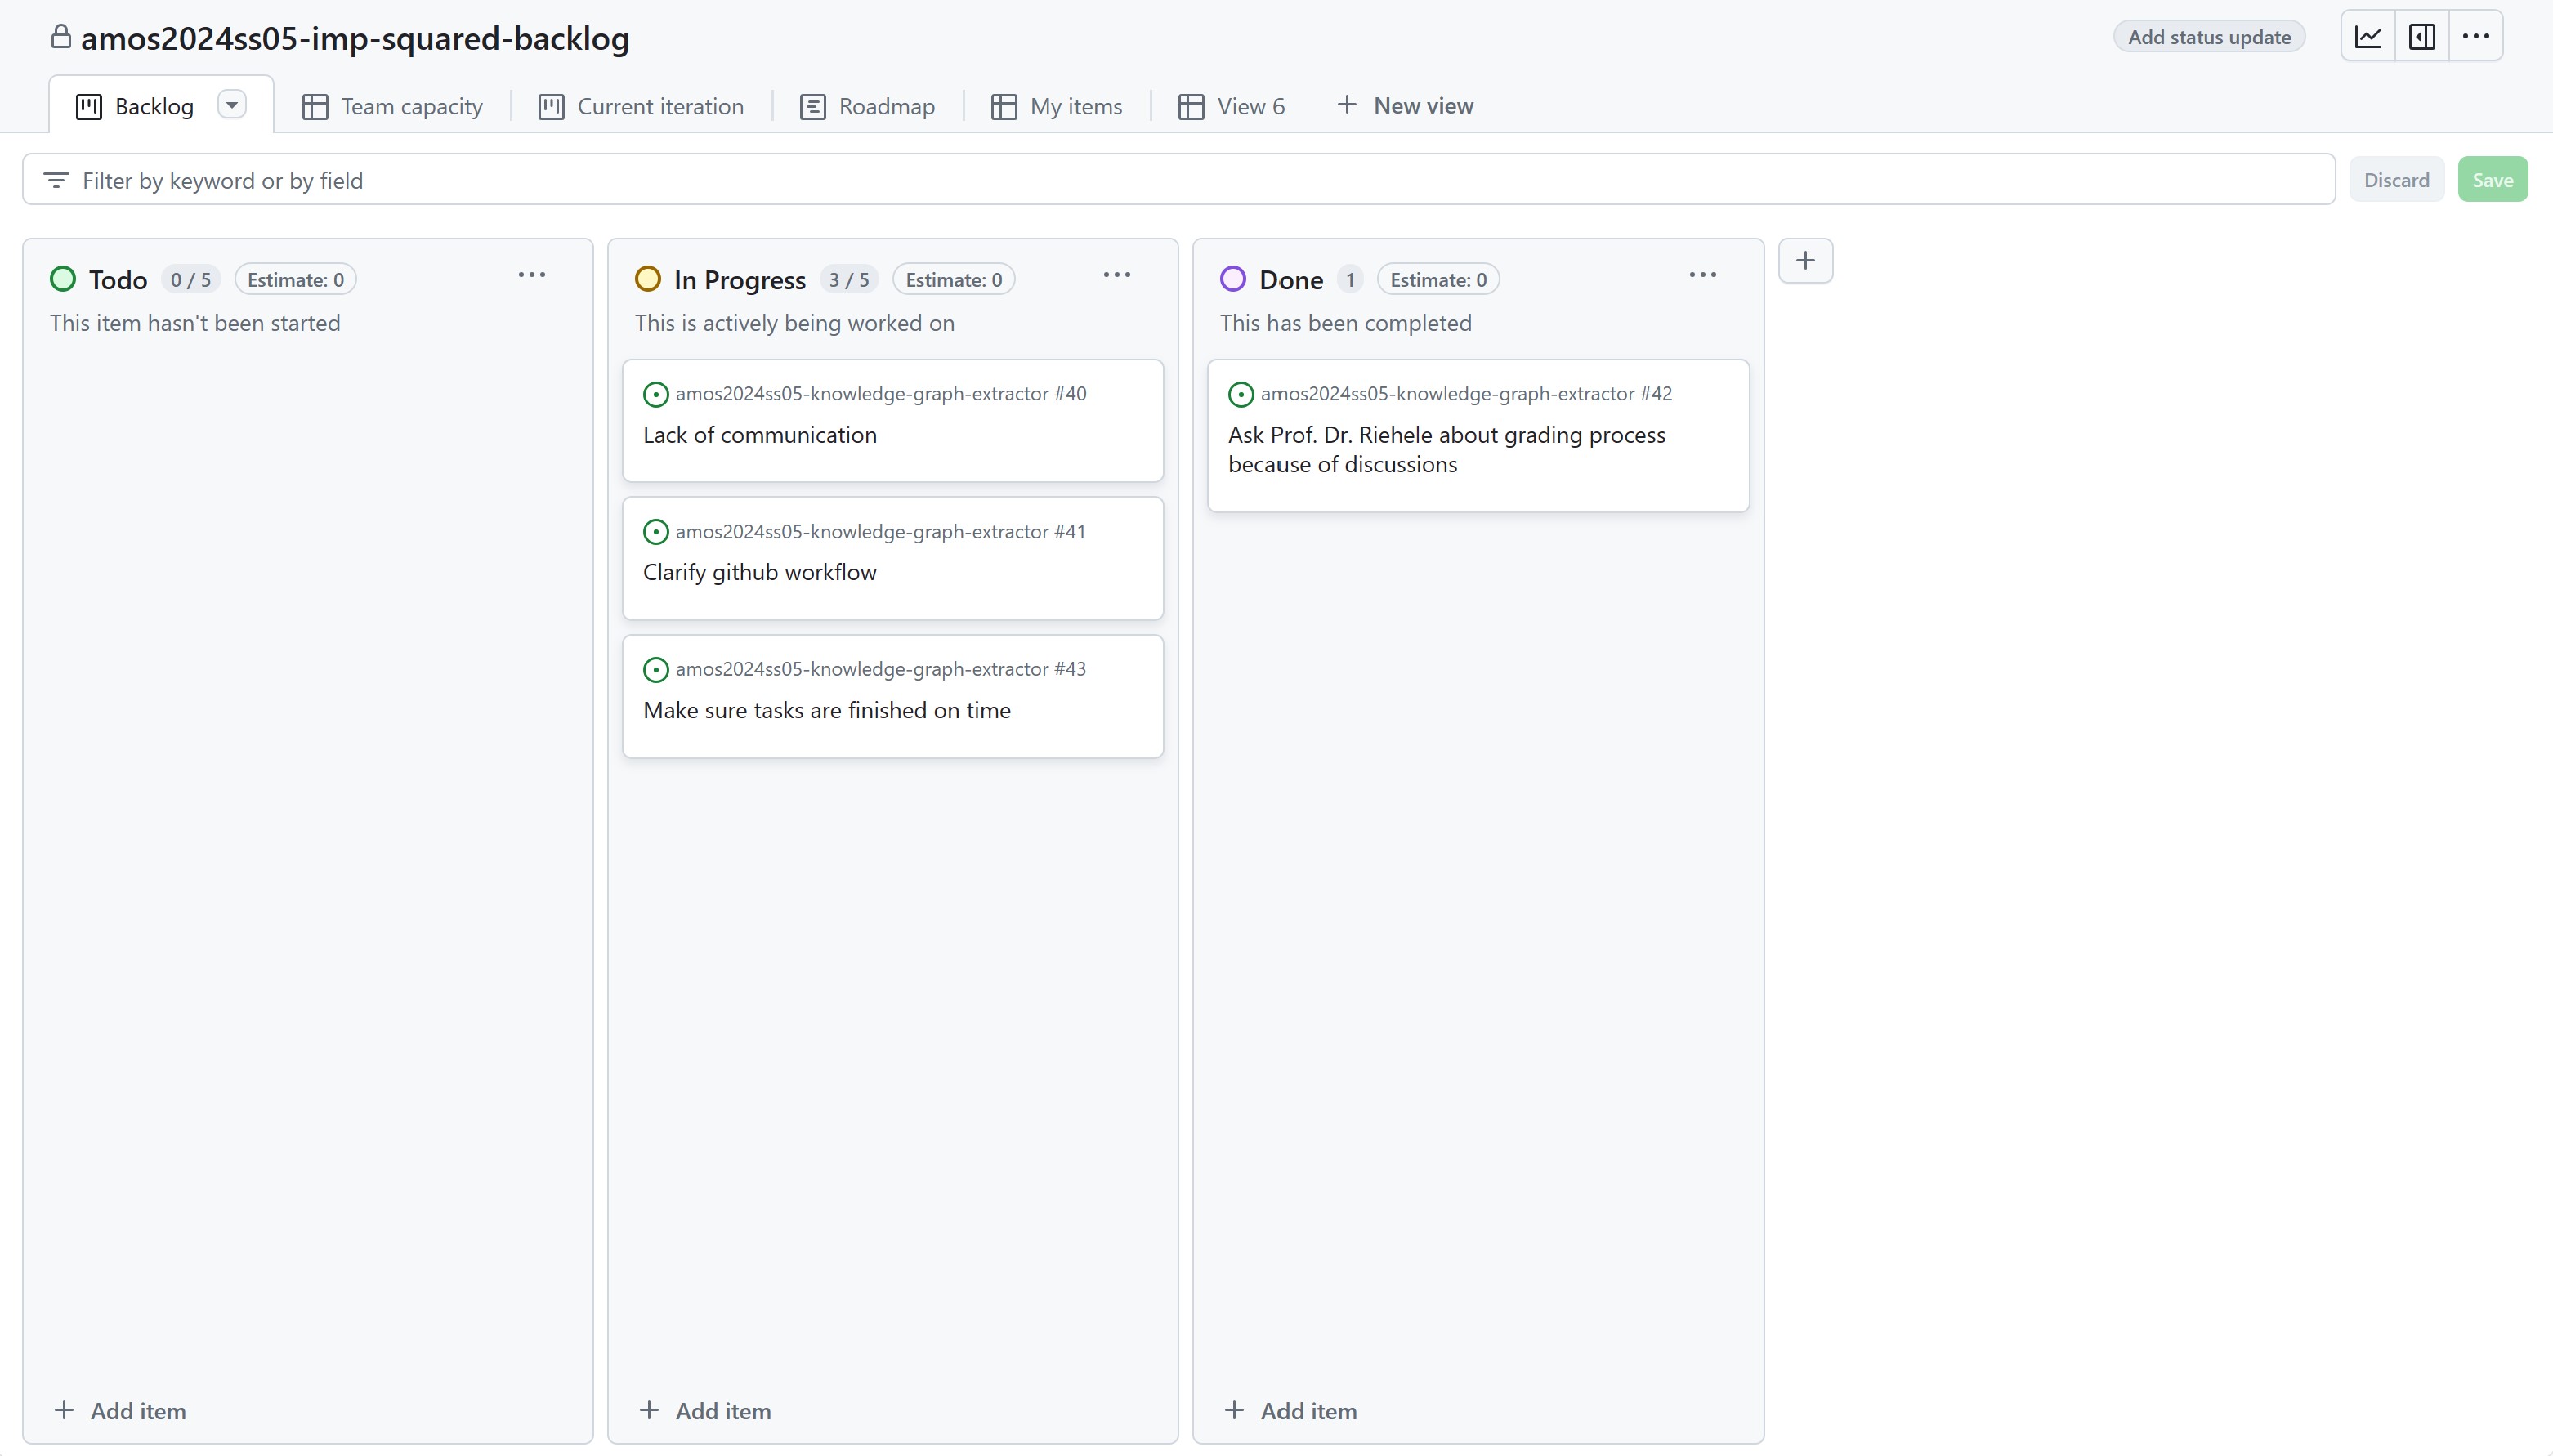 amos2024ss05-imp-squared-backlog
Add status update
Backlog
Team capacity
Current iteration
Roadmap
My items
View 6
New view
Filter by keyword or by field
Discard
Save
Todo 0 / 5 Estimate: 0
This item hasn't been started
Add item
In Progress 3 / 5 Estimate: 0
This is actively being worked on
amos2024ss05-knowledge-graph-extractor #40
Lack of communication
amos2024ss05-knowledge-graph-extractor #41
Clarify github workflow
amos2024ss05-knowledge-graph-extractor #43
Make sure tasks are finished on time
Add item
Done 1 Estimate: 0
This has been completed
amos2024ss05-knowledge-graph-extractor #42
Ask Prof. Dr. Riehele about grading process
because of discussions
Add item